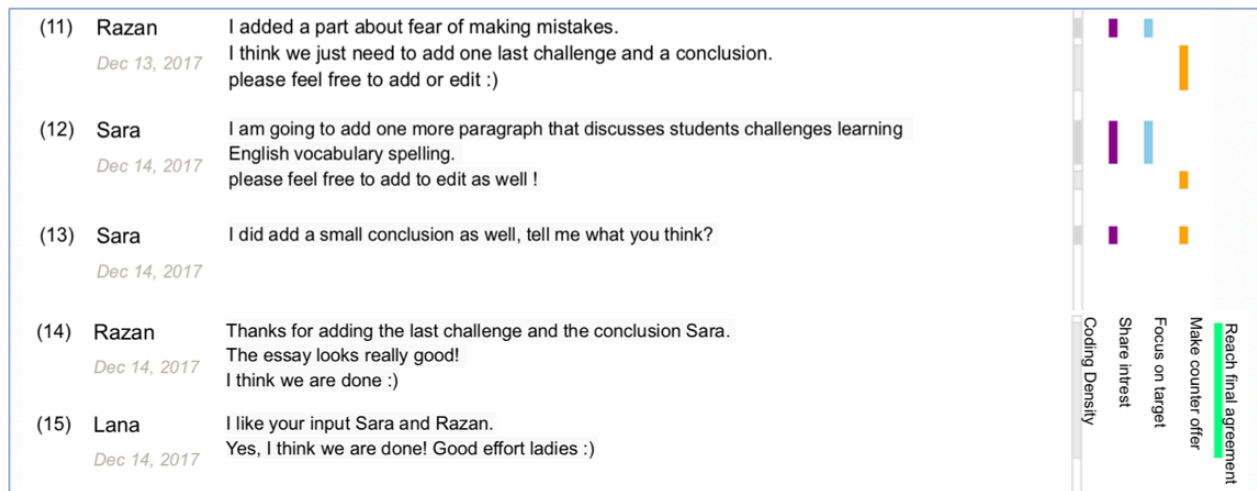 (11) Razan I added a part about fear of making mistakes.
Dec 13, 2017 I think we just need to add one last challenge and a conclusion.
please feel free to add or edit :)
(12) Sara I am going to add one more paragraph that discusses students challenges learning
Dec 14, 2017 English vocabulary spelling.
please feel free to add to edit as well !
(13) Sara I did add a small conclusion as well, tell me what you think?
Dec 14, 2017
(14) Razan Thanks for adding the last challenge and the conclusion Sara.
Dec 14, 2017 The essay looks really good!
I think we are done :)
(15) Lana I like your input Sara and Razan.
Dec 14, 2017 Yes, I think we are done! Good effort ladies :)
Coding Density
Share intrest
Focus on target
Make counter offer
Reach final agreement